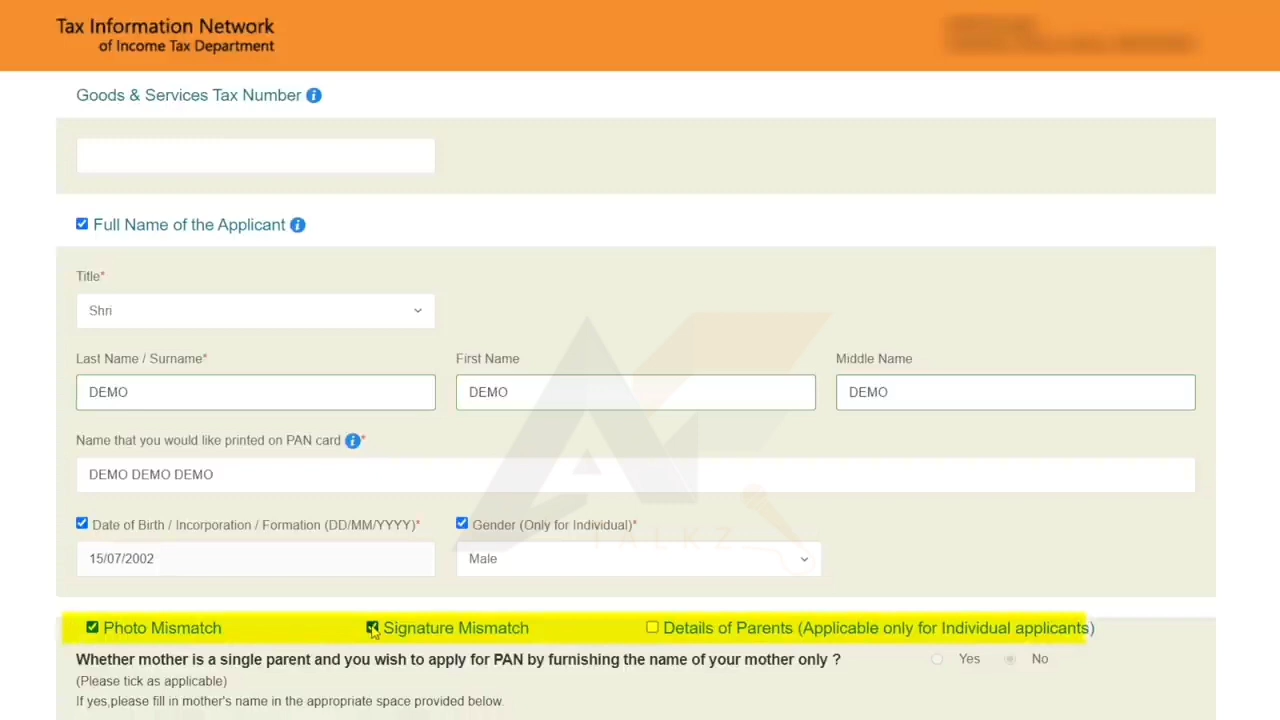 Tax Information Network
of Income Tax Department
Goods & Services Tax Number
Full Name of the Applicant
Title*
Shri
Last Name / Surname* First Name Middle Name
DEMO DEMO DEMO
Name that you would like printed on PAN card *
DEMO DEMO DEMO
Date of Birth / Incorporation / Formation (DD/MM/YYYY)* Gender (Only for Individual)*
TALKZ
15/07/2002 Male
Photo Mismatch Signature Mismatch Details of Parents (Applicable only for Individual applicants)
Whether mother is a single parent and you wish to apply for PAN by furnishing the name of your mother only ? Yes No
(Please tick as applicable)
If yes,please fill in mother's name in the appropriate space provided below.